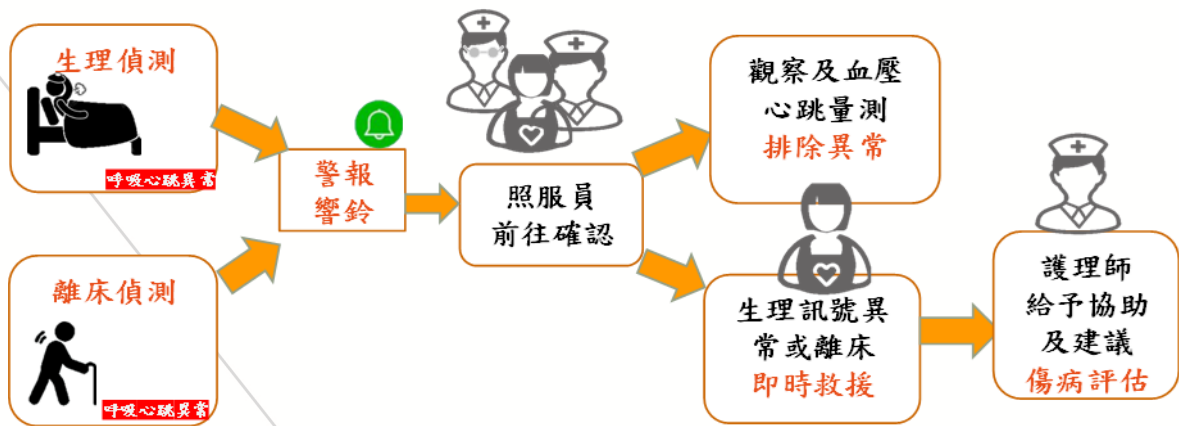 生理偵測
呼吸心跳異常
離床偵測
呼吸心跳異常
警報
響鈴
照服員
前往確認
觀察及血壓
心跳量測
排除異常
生理訊號異
常或離床
即時救援
護理師
給予協助
及建議
傷病評估